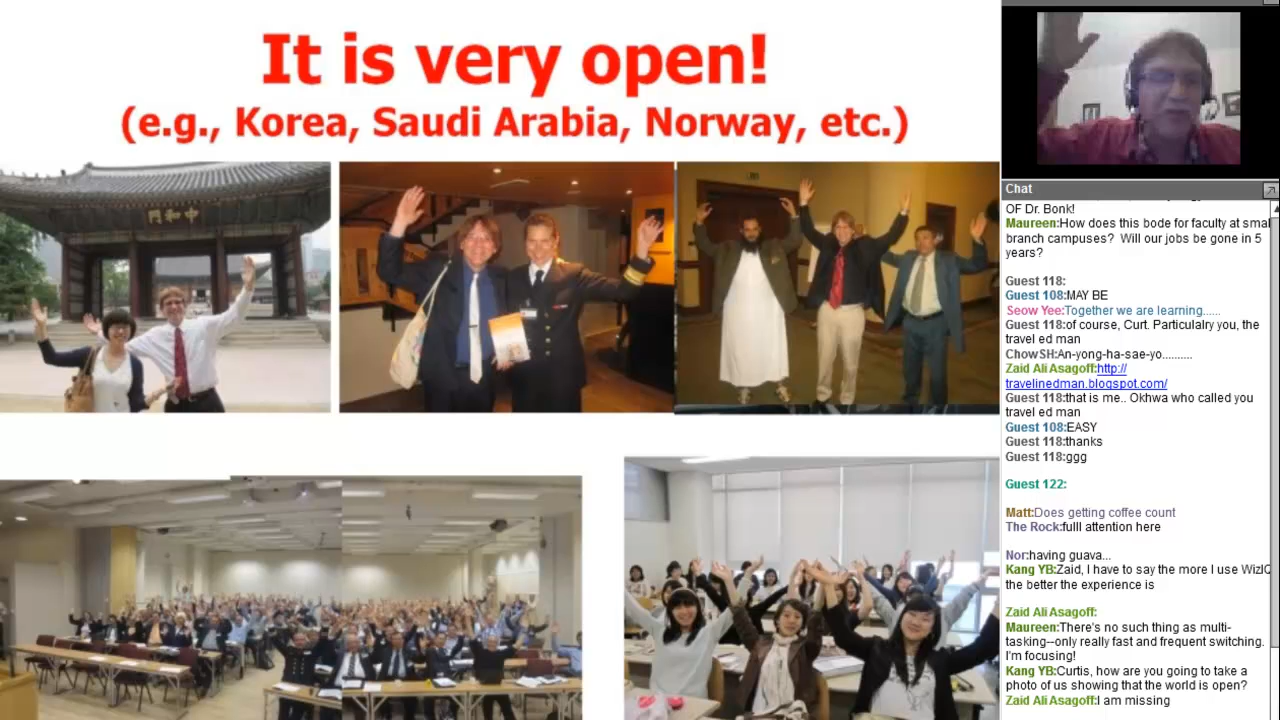 It is very open!
(e.g., Korea, Saudi Arabia, Norway, etc.)
中和門
Chat
OF Dr. Bonk!
Maureen:How does this bode for faculty at smal
branch campuses? Will our jobs be gone in 5
years?
Guest 118:
Guest 108:MAY BE
Seow Yee:Together we are learning......
Guest 118:of course, Curt. Particulalry you, the
travel ed man
ChowSH:An-yong-ha-sae-yo..........
Zaid Ali Asagoff:http://
travelinedman.blogspot.com/
Guest 118:that is me.. Okhwa who called you
travel ed man
Guest 108:EASY
Guest 118:thanks
Guest 118:ggg
Guest 122:
Matt:Does getting coffee count
The Rock:fulll attention here
Nor:having guava...
Kang YB:Zaid, I have to say the more I use WizIQ
the better the experience is
Zaid Ali Asagoff:
Maureen:There's no such thing as multi-
tasking--only really fast and frequent switching.
I'm focusing!
Kang YB:Curtis, how are you going to take a
photo of us showing that the world is open?
Zaid Ali Asagoff:I am missing